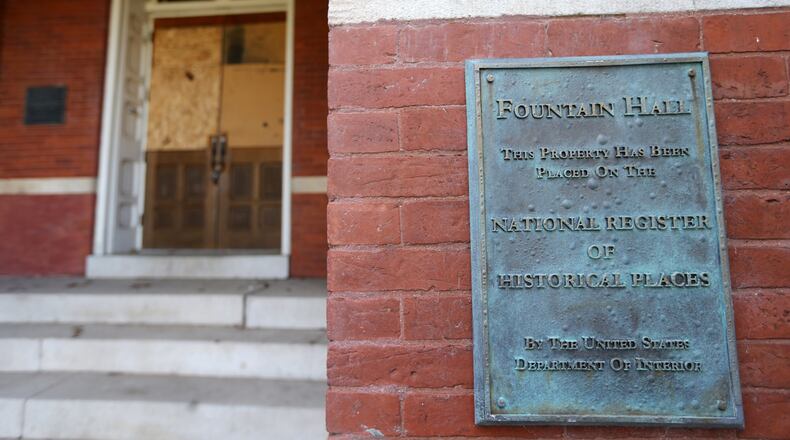 FOUNTAIN HALL
THIS PROPERTY HAS BEEN
PLACED ON THE
NATIONAL REGISTER
OF
HISTORICAL PLACES
BY THE UNITED STATES
DEPARTMENT OF INTERIOR